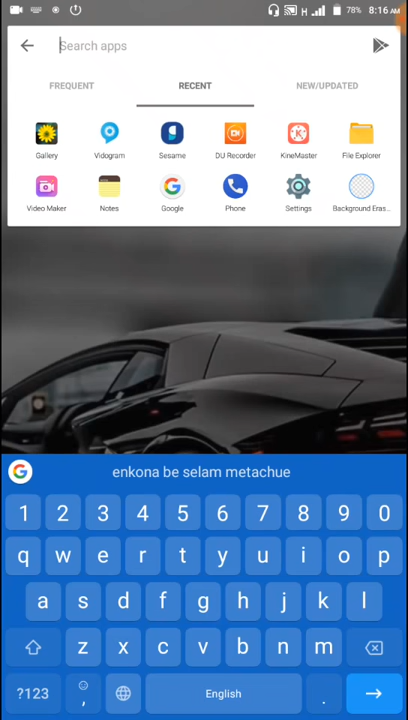 H 78% 8:16 AM
Search apps
FREQUENT RECENT NEW/UPDATED
Gallery Vidogram Sesame DU Recorder KineMaster File Explorer
Video Maker Notes Google Phone Settings Background Eras...
enkona be selam metachue
1 2 3 4 5 6 7 8 9 0
q w e r t y u i o p
a s d f g h j k l
z x c v b n m
?123 , English .